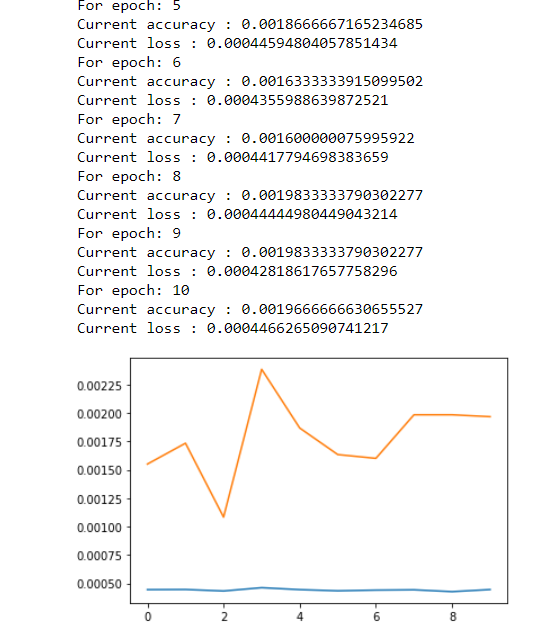 For epoch: 5
Current accuracy : 0.0018666667165234685
Current loss : 0.00044594804057851434
For epoch: 6
Current accuracy : 0.0016333333915099502
Current loss : 0.0004355988639872521
For epoch: 7
Current accuracy : 0.001600000075995922
Current loss : 0.0004417794698383659
For epoch: 8
Current accuracy : 0.0019833333790302277
Current loss : 0.00044444980449043214
For epoch: 9
Current accuracy : 0.0019833333790302277
Current loss : 0.00042818617657758296
For epoch: 10
Current accuracy : 0.0019666666630655527
Current loss : 0.0004466265090741217
0.00225
0.00200
0.00175
0.00150
0.00125
0.00100
0.00075
0.00050
0 2 4 6 8